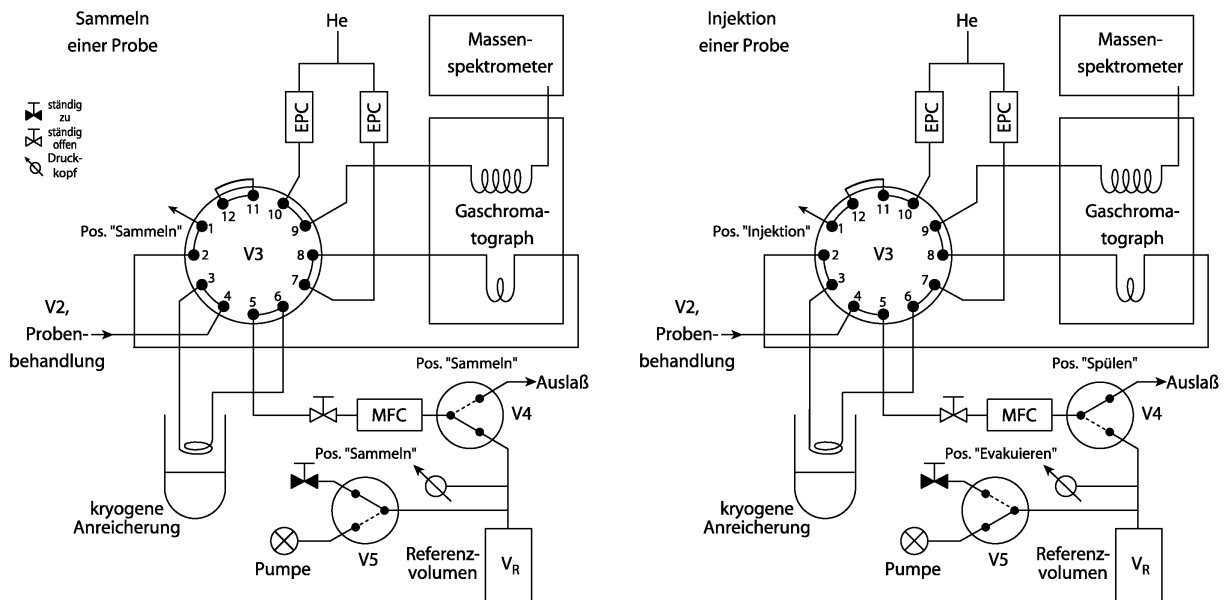 Sammeln
einer Probe
He
Massen-
spektrometer
ständig
zu
ständig
offen
Druck-
kopf
EPC
EPC
12
11
10
1
9
Pos. "Sammeln"
V3
2
8
3
7
4
5
6
Gaschroma-
tograph
V2,
Proben-
behandlung
Pos. "Sammeln"
Auslaß
MFC
V4
Pos. "Sammeln"
kryogene
Anreicherung
V5
Pumpe
Referenz-
volumen
VR
Injektion
einer Probe
He
Massen-
spektrometer
EPC
EPC
12
11
10
1
9
Pos. "Injektion"
V3
2
8
3
7
4
5
6
Gaschroma-
tograph
V2,
Proben-
behandlung
Pos. "Spülen"
Auslaß
MFC
V4
Pos. "Evakuieren"
kryogene
Anreicherung
V5
Pumpe
Referenz-
volumen
VR